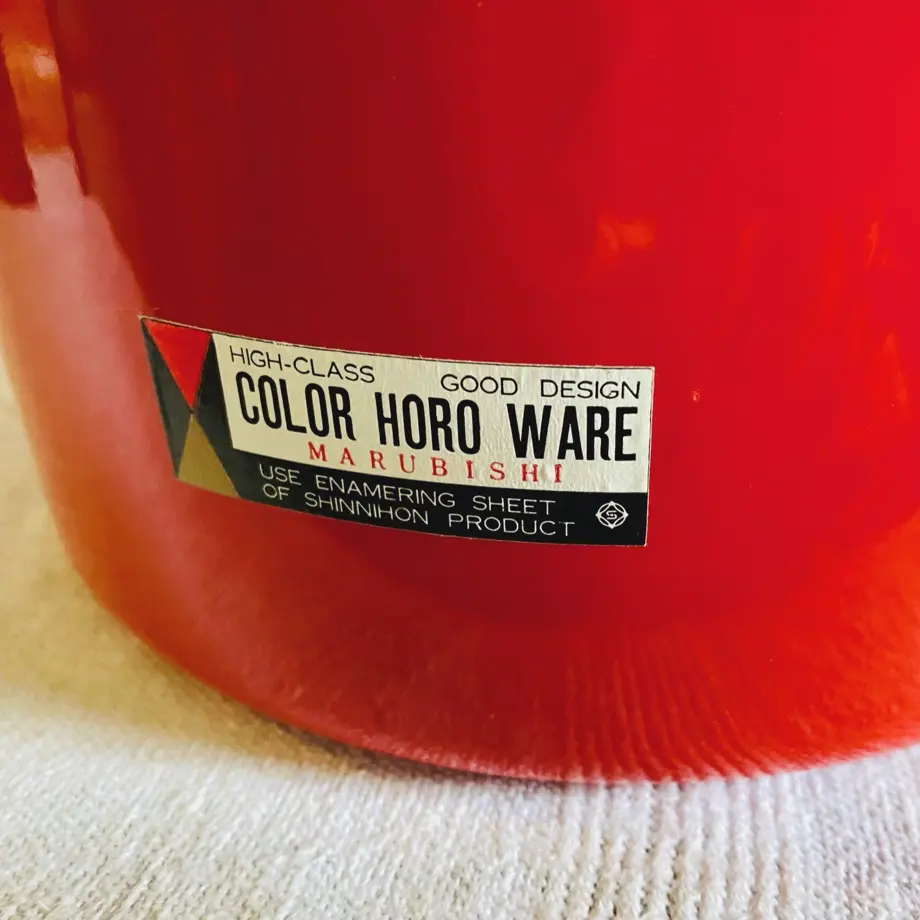 HIGH-CLASS GOOD DESIGN
COLOR HORO WARE
MARUBISHI
USE ENAMERING SHEET
OF SHINNIHON PRODUCT
S